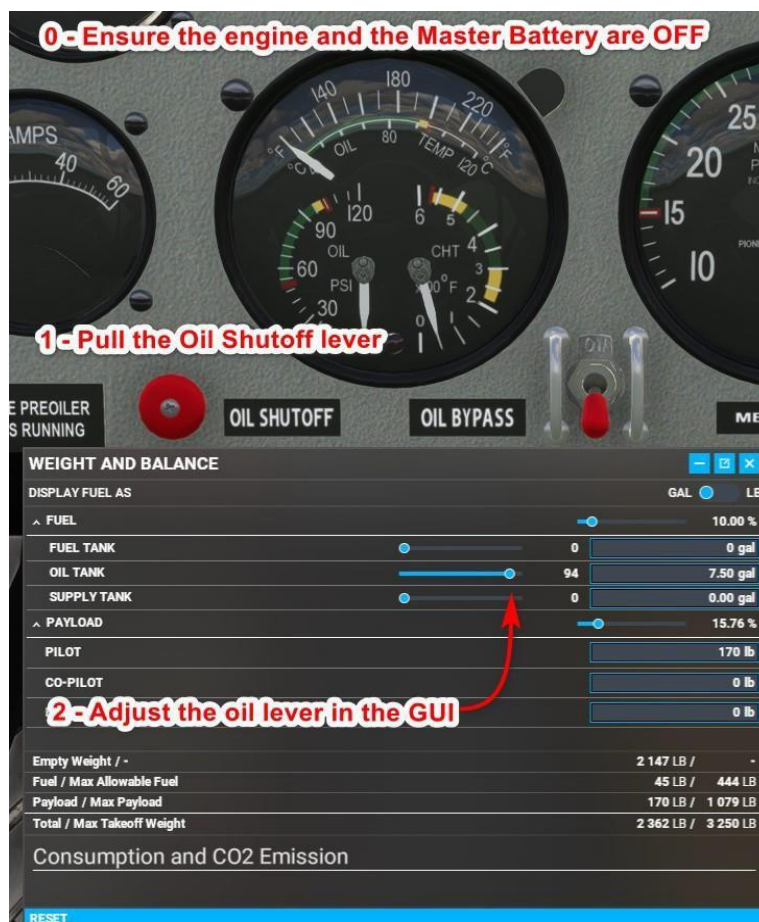 0 - Ensure the engine and the Master Battery are OFF
140 180 220
°F °F
OIL 80 TEMP 120
°C °C
AMPS
40 60
120 90 60 30
OIL
PSI
6 5 4 3 2 0
CHT
X00°F
25
20
15
10
PIONE
1 - Pull the Oil Shutoff lever
E PREOILER
S RUNNING
OIL SHUTOFF
OIL BYPASS
ME
WEIGHT AND BALANCE
DISPLAY FUEL AS GAL LB
FUEL 10.00 %
FUEL TANK 0 0 gal
OIL TANK 94 7.50 gal
SUPPLY TANK 0 0.00 gal
PAYLOAD 15.76 %
PILOT 170 lb
CO-PILOT 0 lb
2 - Adjust the oil lever in the GUI
0 lb
Empty Weight / - 2 147 LB / -
Fuel / Max Allowable Fuel 45 LB / 444 LB
Payload / Max Payload 170 LB / 1 079 LB
Total / Max Takeoff Weight 2 362 LB / 3 250 LB
Consumption and CO2 Emission
RESET